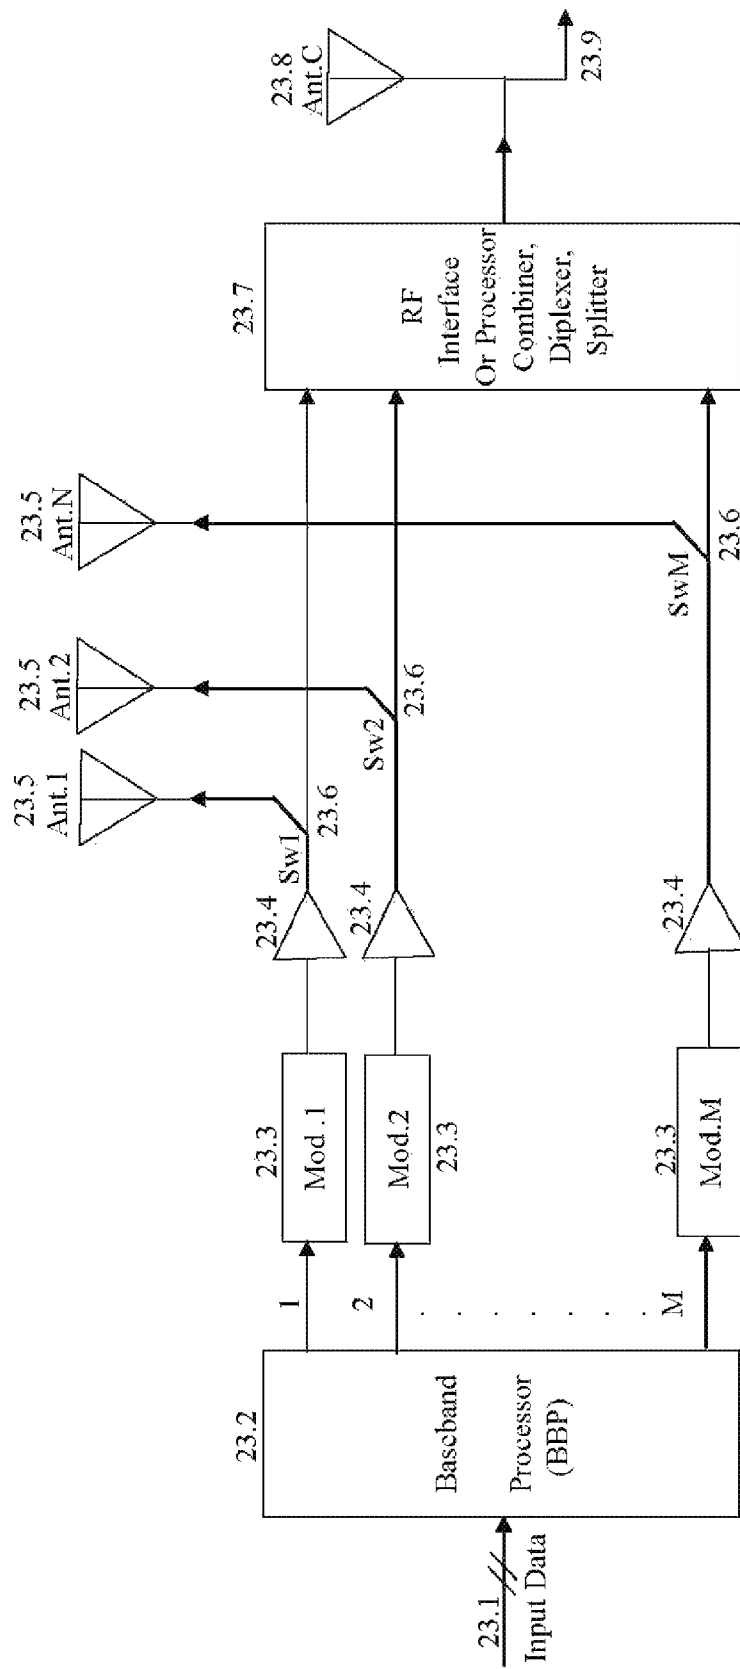 23.1
Input Data
23.2
Baseband
Processor
(BBP)
1
2
. . . . . . .
M
23.3
Mod.1
Mod.2
23.3
23.3
Mod.M
23.4
23.4
23.4
Sw1
23.6
Sw2
23.6
SwM
23.6
23.5
Ant.1
23.5
Ant.2
23.5
Ant.N
23.7
RF
Interface
Or Processor
Combiner,
Diplexer,
Splitter
23.8
Ant.C
23.9